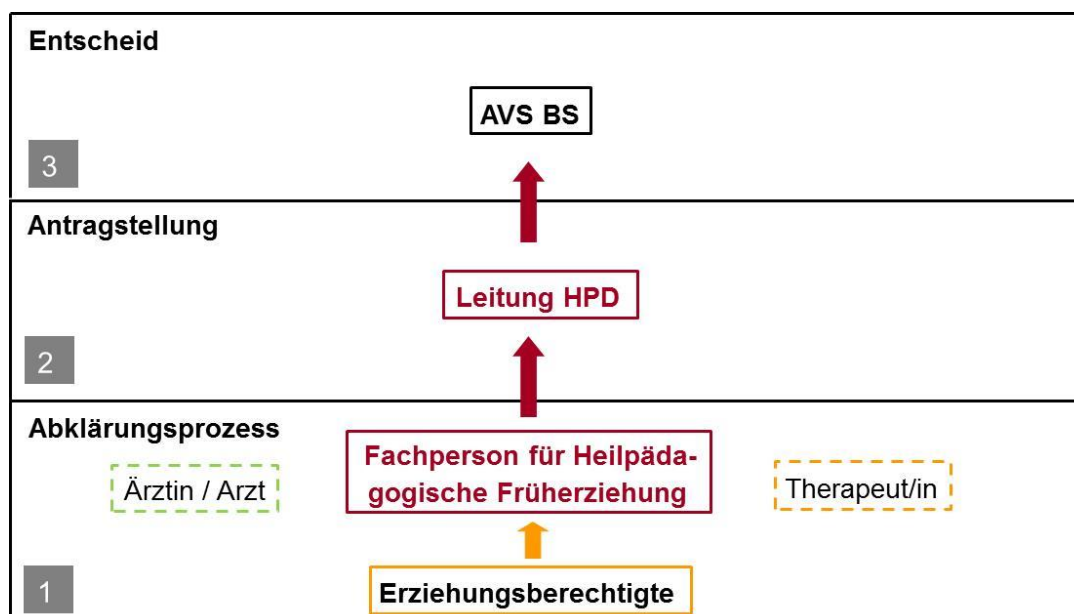 Entscheid
AVS BS
3
Antragstellung
Leitung HPD
2
Abklärungsprozess
Fachperson für Heilpäda-
gogische Früherziehung
Ärztin / Arzt
Therapeut/in
1
Erziehungsberechtigte